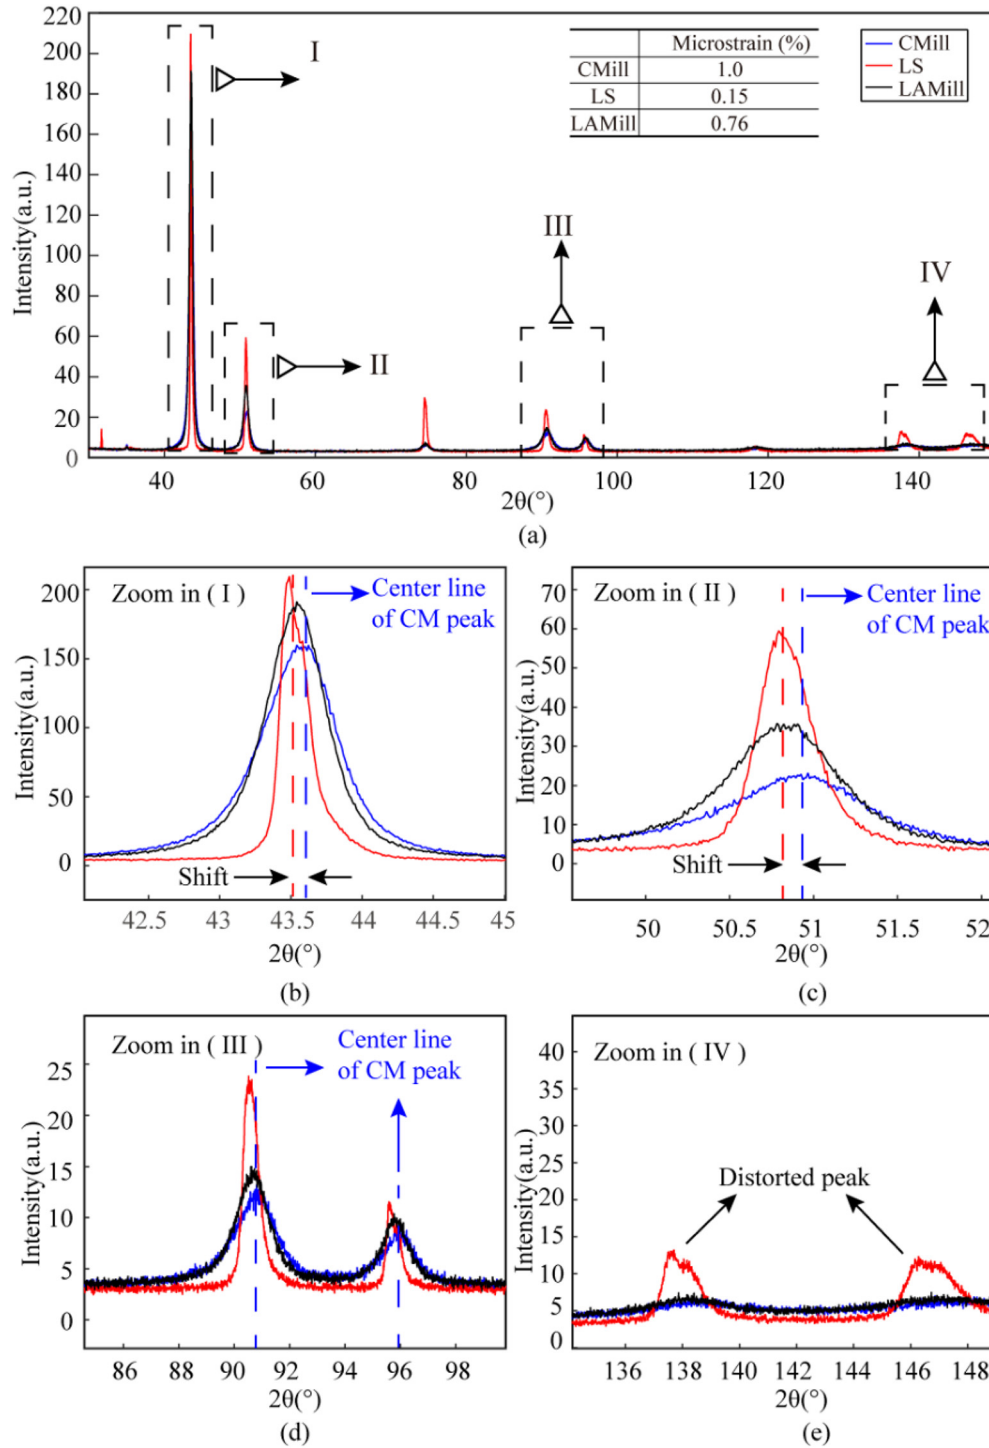 220
200
180
160
140
120
100
80
60
40
20
0
Intensity(a.u.)
I
II
III
IV
Microstrain (%)
CMill 1.0
LS 0.15
LAMill 0.76
CMill
LS
LAMill
40 60 80 100 120 140
2θ(°)
(a)
Zoom in ( I )
Center line
of CM peak
200
150
100
50
0
Intensity(a.u.)
Shift
42.5 43 43.5 44 44.5 45
2θ(°)
(b)
Zoom in ( II )
Center line
of CM peak
70
60
50
40
30
20
10
0
Intensity(a.u.)
Shift
50 50.5 51 51.5 52
2θ(°)
(c)
Zoom in ( III )
Center line
of CM peak
25
20
15
10
5
0
Intensity(a.u.)
86 88 90 92 94 96 98
2θ(°)
(d)
Zoom in ( IV )
40
35
30
25
20
15
10
5
0
Intensity(a.u.)
Distorted peak
136 138 140 142 144 146 148
2θ(°)
(e)